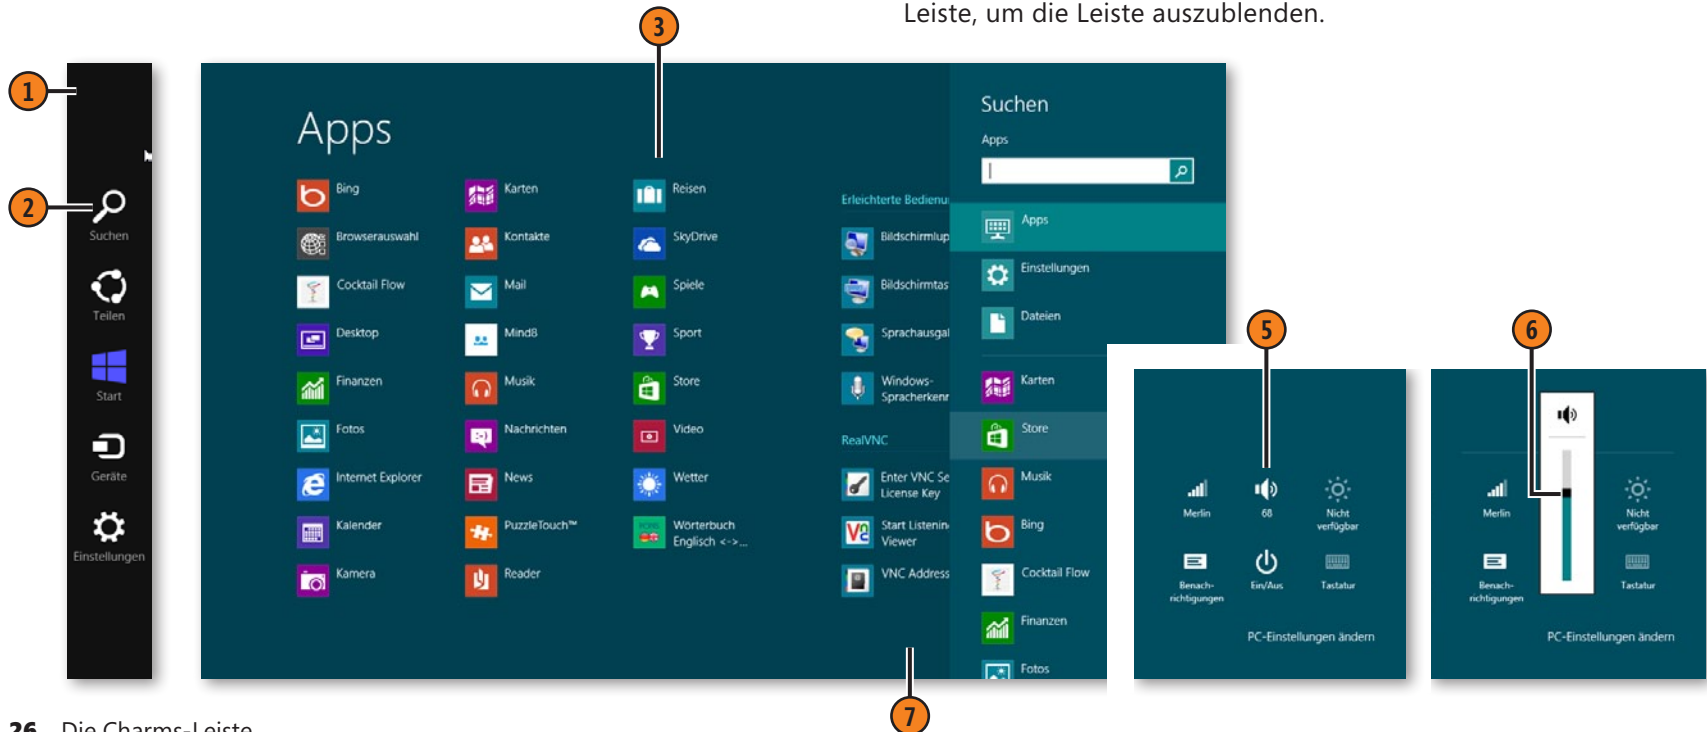 Leiste, um die Leiste auszublenden.
1
2
3
5
6
7
Suchen
Teilen
Start
Geräte
Einstellungen
Apps
Bing
Browserauswahl
Cocktail Flow
Desktop
Finanzen
Fotos
Internet Explorer
Kalender
Kamera
Karten
Kontakte
Mail
Mind8
Musik
Nachrichten
News
PuzzleTouch™
Reader
Reisen
SkyDrive
Spiele
Sport
Store
Video
Wetter
Wörterbuch
Englisch <->...
Erleichterte Bedienu
Bildschirmlup
Bildschirmtas
Sprachausgal
Windows-
Spracherkenr
RealVNC
Enter VNC Se
License Key
Start Listenin
Viewer
VNC Address
Suchen
Apps
Apps
Einstellungen
Dateien
Karten
Store
Musik
Bing
Cocktail Flow
Finanzen
Fotos
Merlin
68
Nicht
verfügbar
Benach-
richtigungen
Ein/Aus
Tastatur
PC-Einstellungen ändern
Merlin
Nicht
verfügbar
Benach-
richtigungen
Tastatur
PC-Einstellungen ändern
26 Die Charms-Leiste